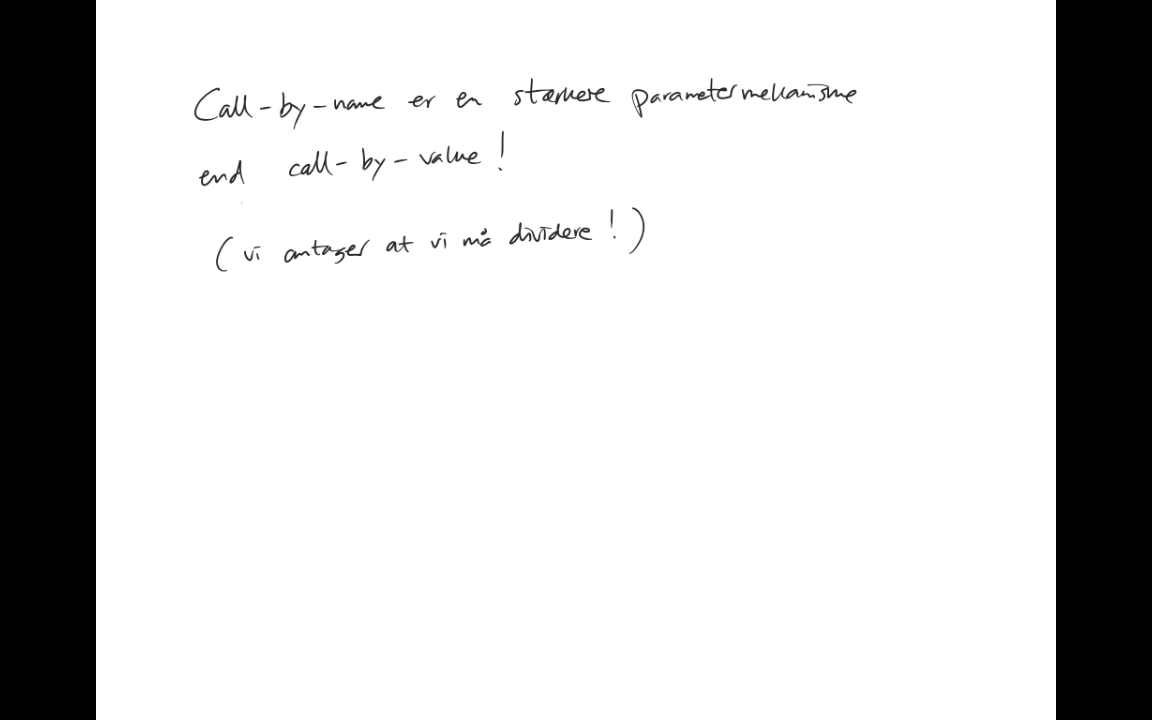 Call-by-name er en stærkere parametermekanisme
end call-by-value!
(vi antager at vi må dividere!)